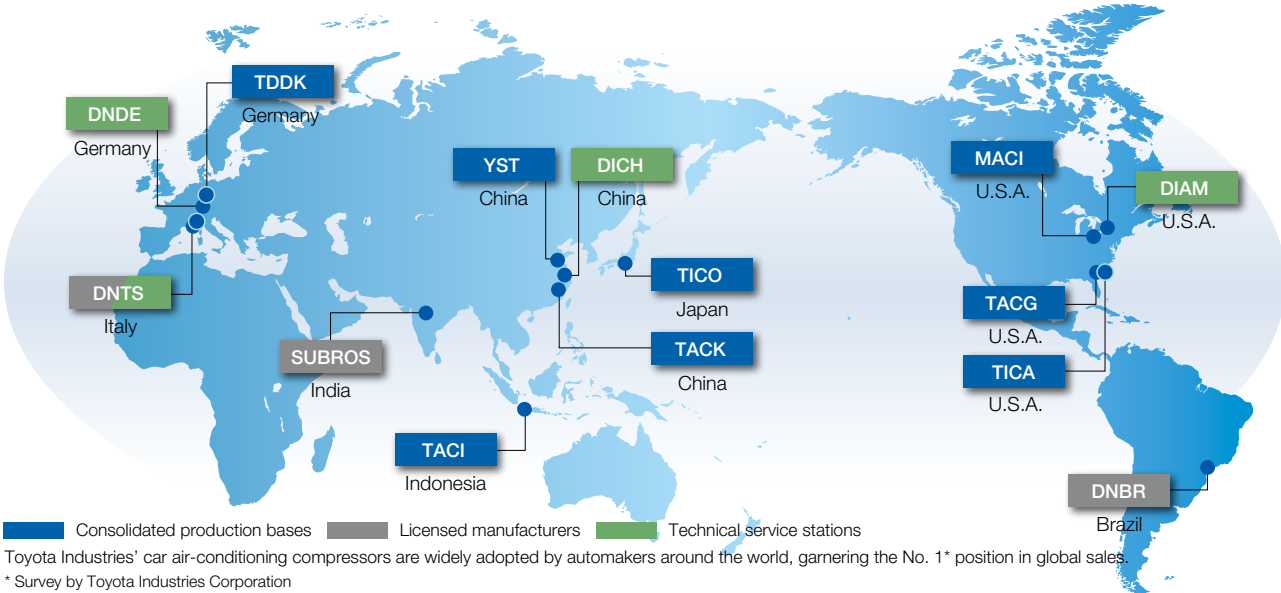 TDDK
Germany
DNDE
Germany
YST
China
DICH
China
MACI
U.S.A.
DIAM
U.S.A.
DNTS
Italy
TICO
Japan
TACG
U.S.A.
SUBROS
India
TACK
China
TICA
U.S.A.
TACI
Indonesia
DNBR
Brazil
Consolidated production bases
Licensed manufacturers
Technical service stations
Toyota Industries’ car air-conditioning compressors are widely adopted by automakers around the world, garnering the No. 1* position in global sales.
* Survey by Toyota Industries Corporation